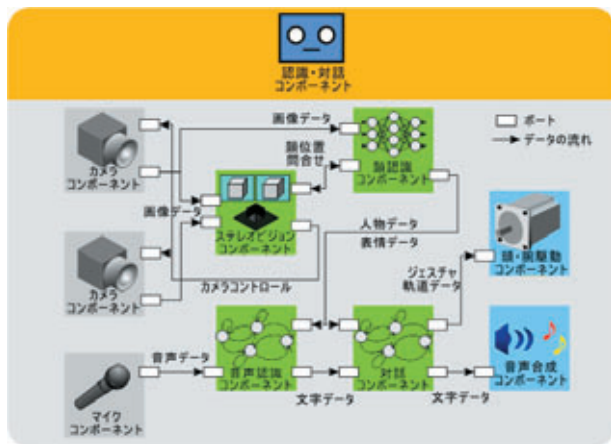 認識・対話
コンポーネント
カメラ
コンポーネント
画像データ
顔位置
問合せ
顔認識
コンポーネント
ポート
データの流れ
画像データ
ステレオビジョン
コンポーネント
人物データ
表情データ
カメラ
コンポーネント
カメラコントロール
ジェスチャ
軌道データ
頭・腕駆動
コンポーネント
マイク
コンポーネント
音声データ
音声認識
コンポーネント
文字データ
対話
コンポーネント
文字データ
音声合成
コンポーネント